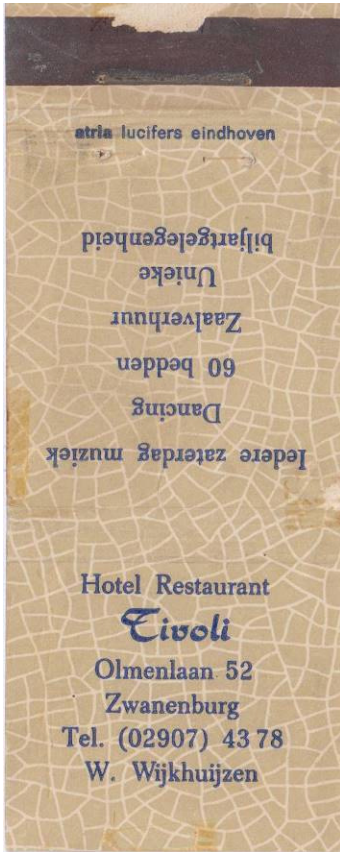 atria lucifers eindhoven
Iedere zaterdag muziek
Dancing
60 bedden
Zaalverhuur
Unieke
biljartgelegenheid
Hotel Restaurant
Tivoli
Olmenlaan 52
Zwanenburg
Tel. (02907) 43 78
W. Wijkhuijzen